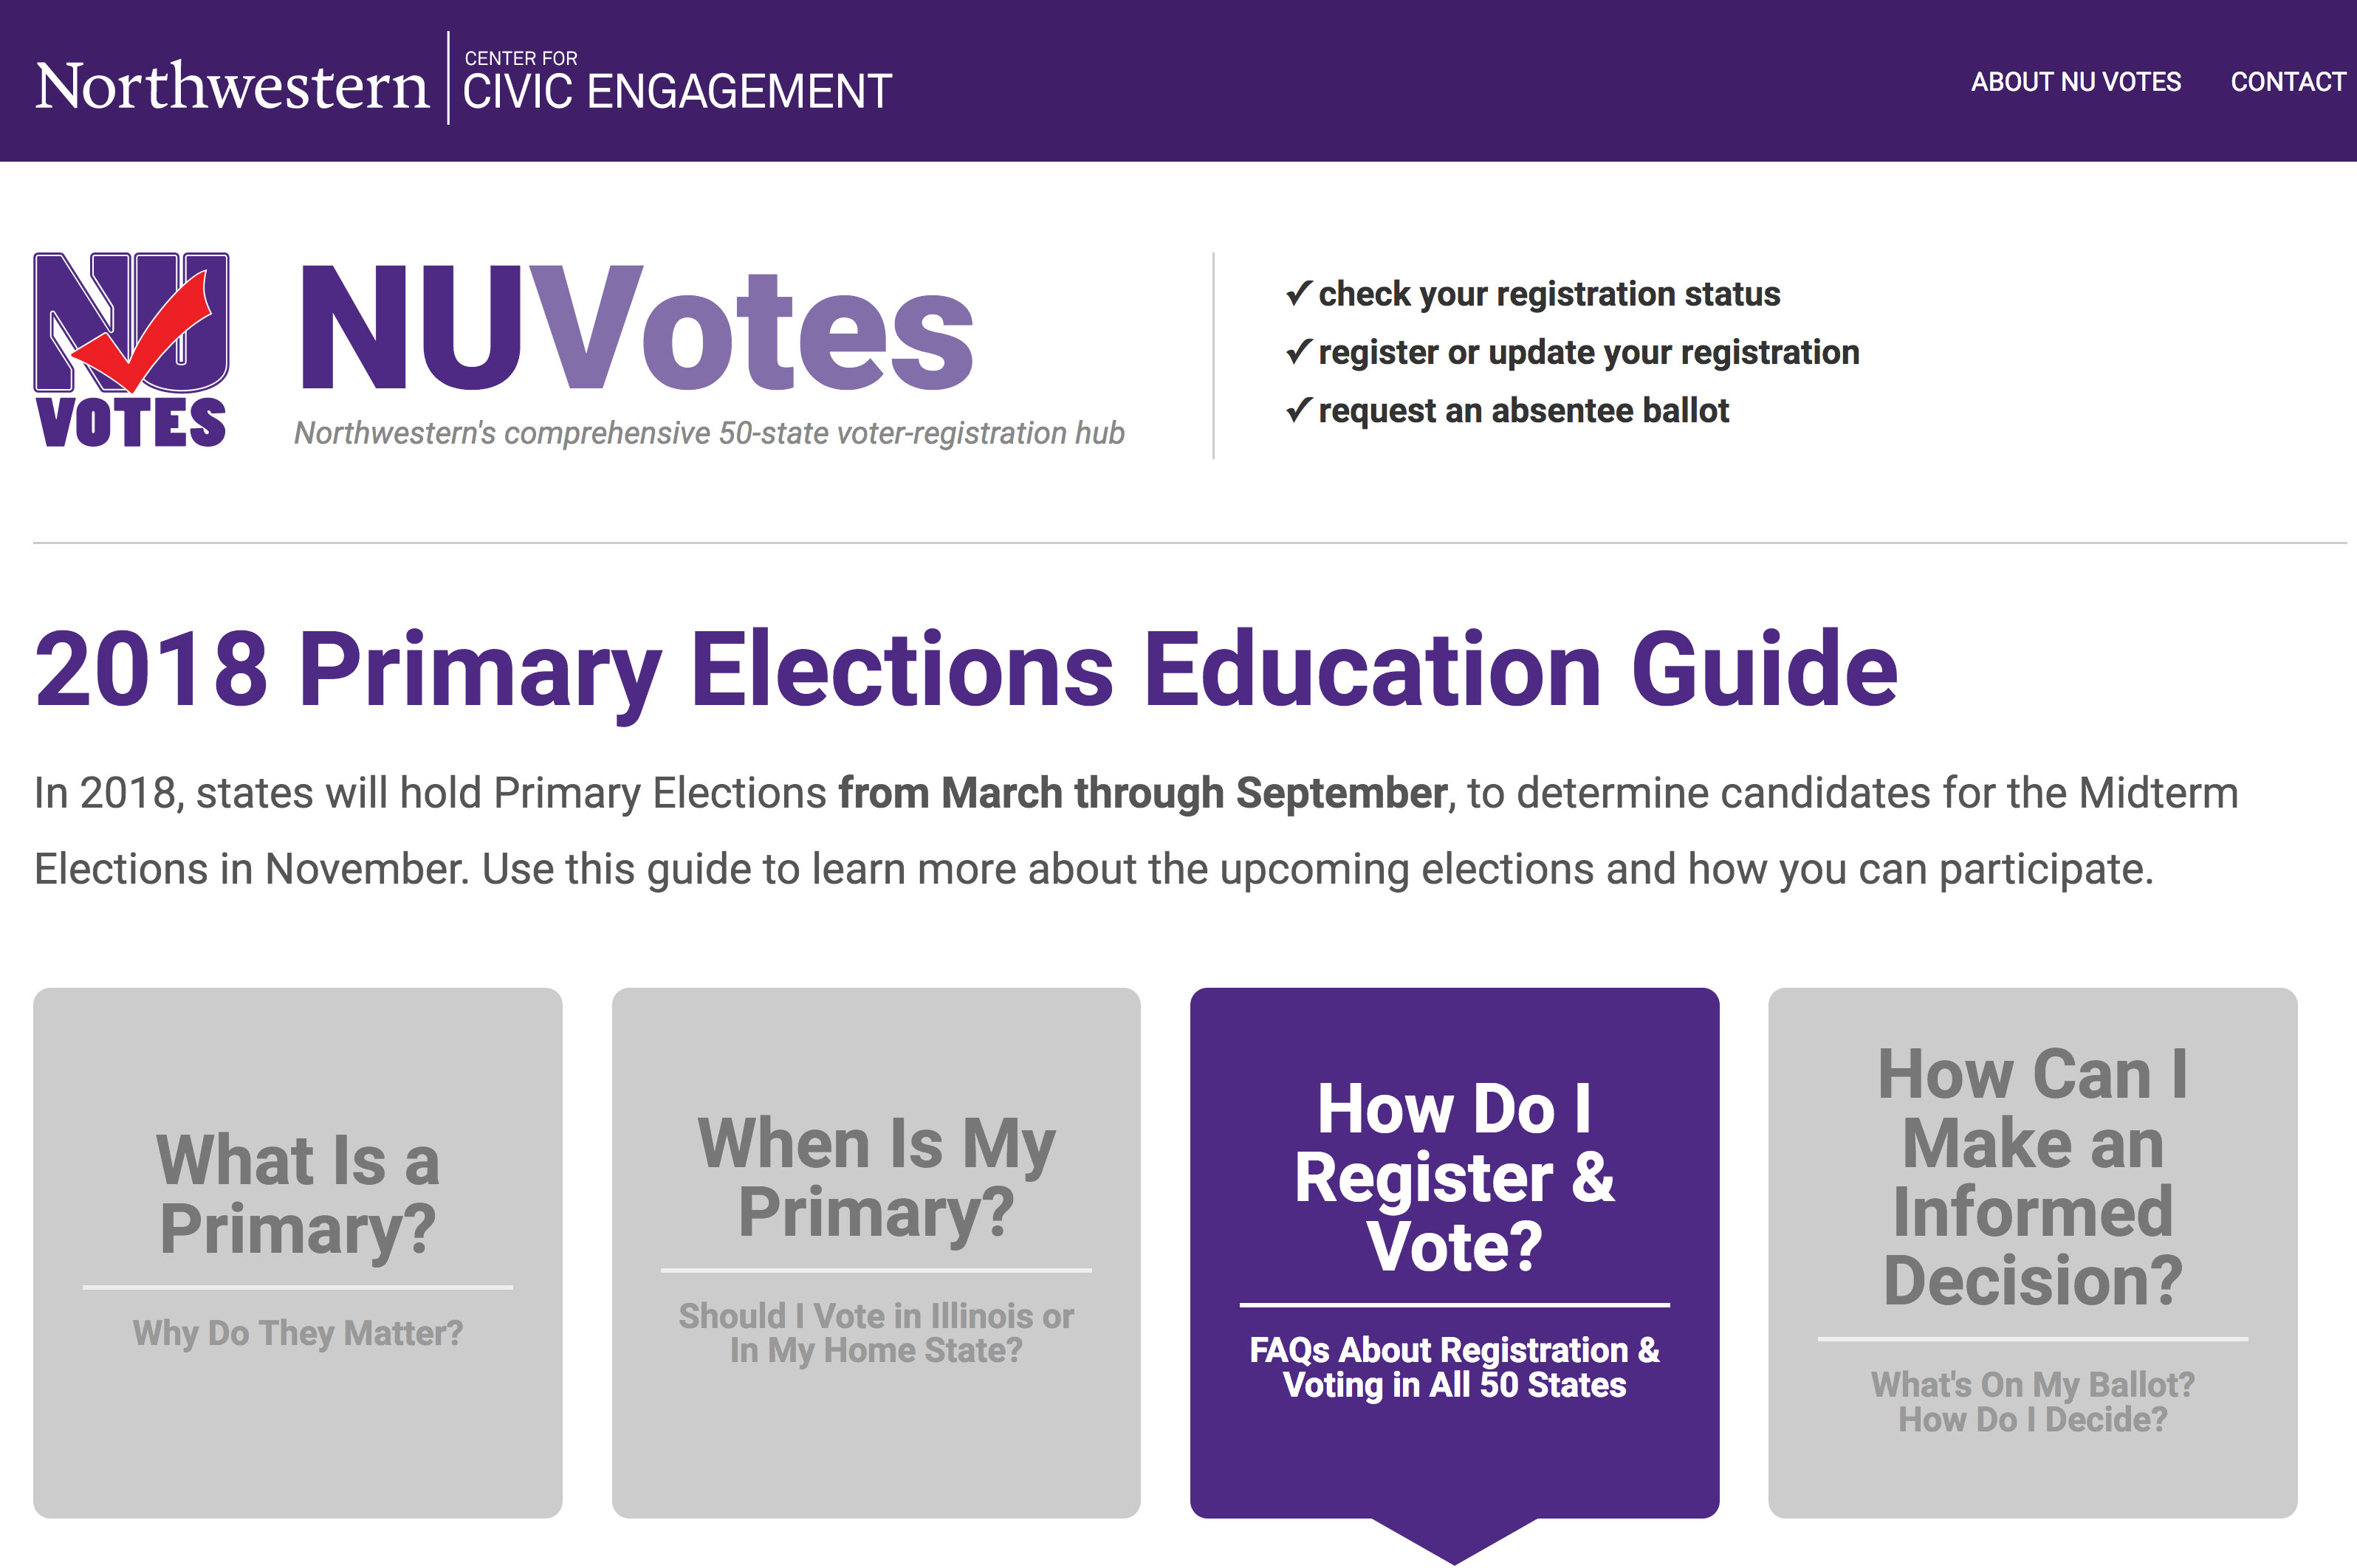 Northwestern
CENTER FOR
CIVIC ENGAGEMENT
ABOUT NU VOTES
CONTACT
NU
VOTES
NUVotes
Northwestern's comprehensive 50-state voter-registration hub
✓check your registration status
✓register or update your registration
✓request an absentee ballot
2018 Primary Elections Education Guide
In 2018, states will hold Primary Elections from March through September, to determine candidates for the Midterm
Elections in November. Use this guide to learn more about the upcoming elections and how you can participate.
What Is a
Primary?
Why Do They Matter?
When Is My
Primary?
Should I Vote in Illinois or
In My Home State?
How Do I
Register &
Vote?
FAQs About Registration &
Voting in All 50 States
How Can I
Make an
Informed
Decision?
What's On My Ballot?
How Do I Decide?